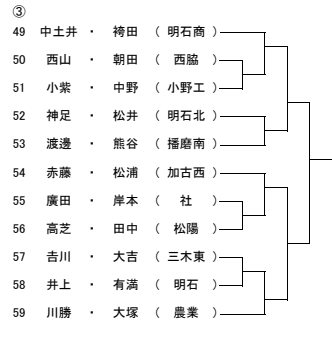 ③
49 中土井 ・ 袴田 ( 明石商 )
50 西山 ・ 朝田 ( 西脇 )
51 小紫 ・ 中野 ( 小野工 )
52 神足 ・ 松井 ( 明石北 )
53 渡邊 ・ 熊谷 ( 播磨南 )
54 赤藤 ・ 松浦 ( 加古西 )
55 廣田 ・ 岸本 ( 社 )
56 高芝 ・ 田中 ( 松陽 )
57 𠮷川 ・ 大吉 ( 三木東 )
58 井上 ・ 有満 ( 明石 )
59 川勝 ・ 大塚 ( 農業 )